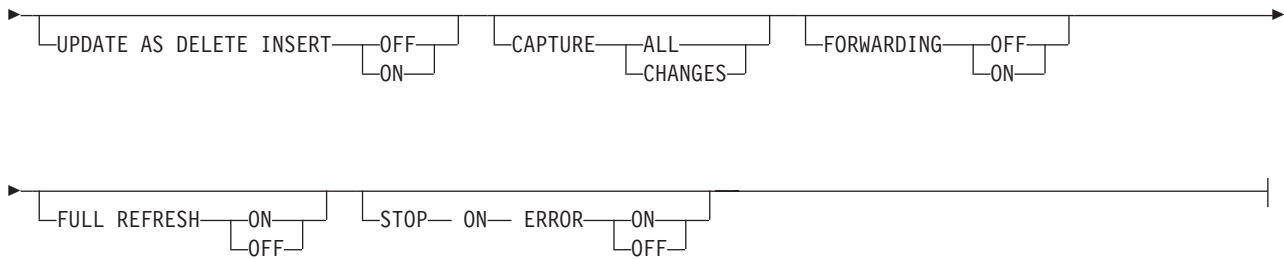 UPDATE AS DELETE INSERT OFF CAPTURE ALL FORWARDING OFF
ON CHANGES ON
FULL REFRESH ON STOP ON ERROR ON
OFF OFF